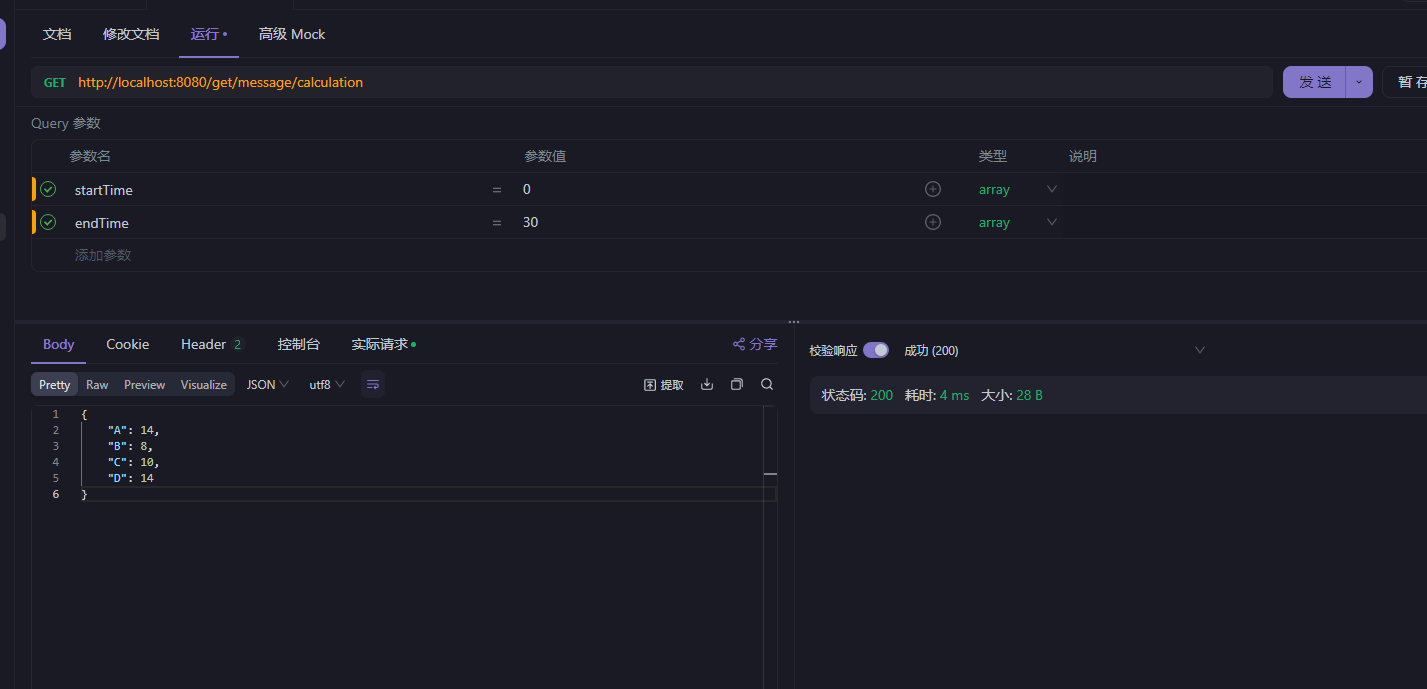 文档 修改文档 运行 高级 Mock
GET http://localhost:8080/get/message/calculation 发 送 暂 存
Query 参数
参数名 参数值 类型 说明
startTime = 0 array
endTime = 30 array
添加参数
Body Cookie Header 2 控制台 实际请求 分享 校验响应 成功 (200)
Pretty Raw Preview Visualize JSON utf8 提取
状态码: 200 耗时: 4 ms 大小: 28 B
1 {
2 "A": 14,
3 "B": 8,
4 "C": 10,
5 "D": 14
6 }